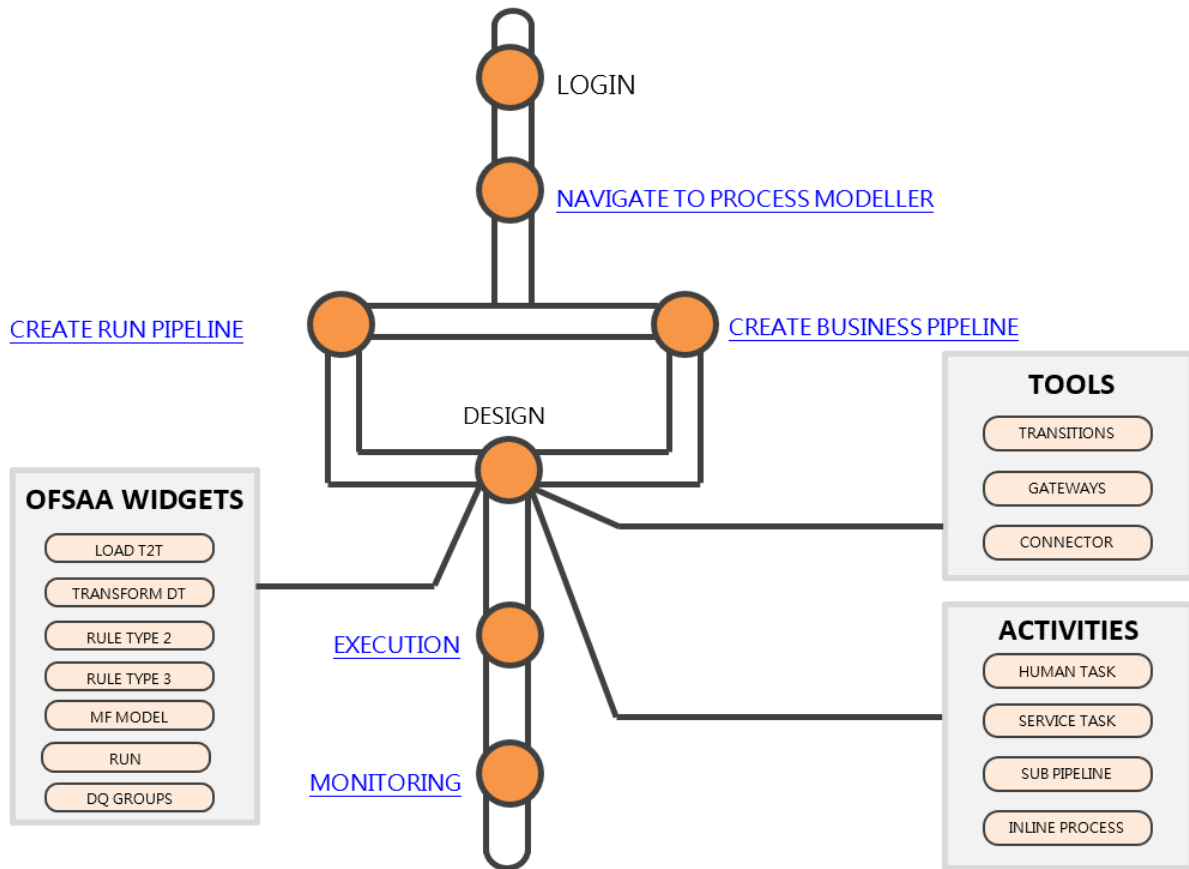 LOGIN
NAVIGATE TO PROCESS MODELLER
CREATE RUN PIPELINE
CREATE BUSINESS PIPELINE
DESIGN
TOOLS
TRANSITIONS
GATEWAYS
CONNECTOR
OFSAA WIDGETS
LOAD T2T
TRANSFORM DT
RULE TYPE 2
RULE TYPE 3
MF MODEL
RUN
DQ GROUPS
EXECUTION
MONITORING
ACTIVITIES
HUMAN TASK
SERVICE TASK
SUB PIPELINE
INLINE PROCESS